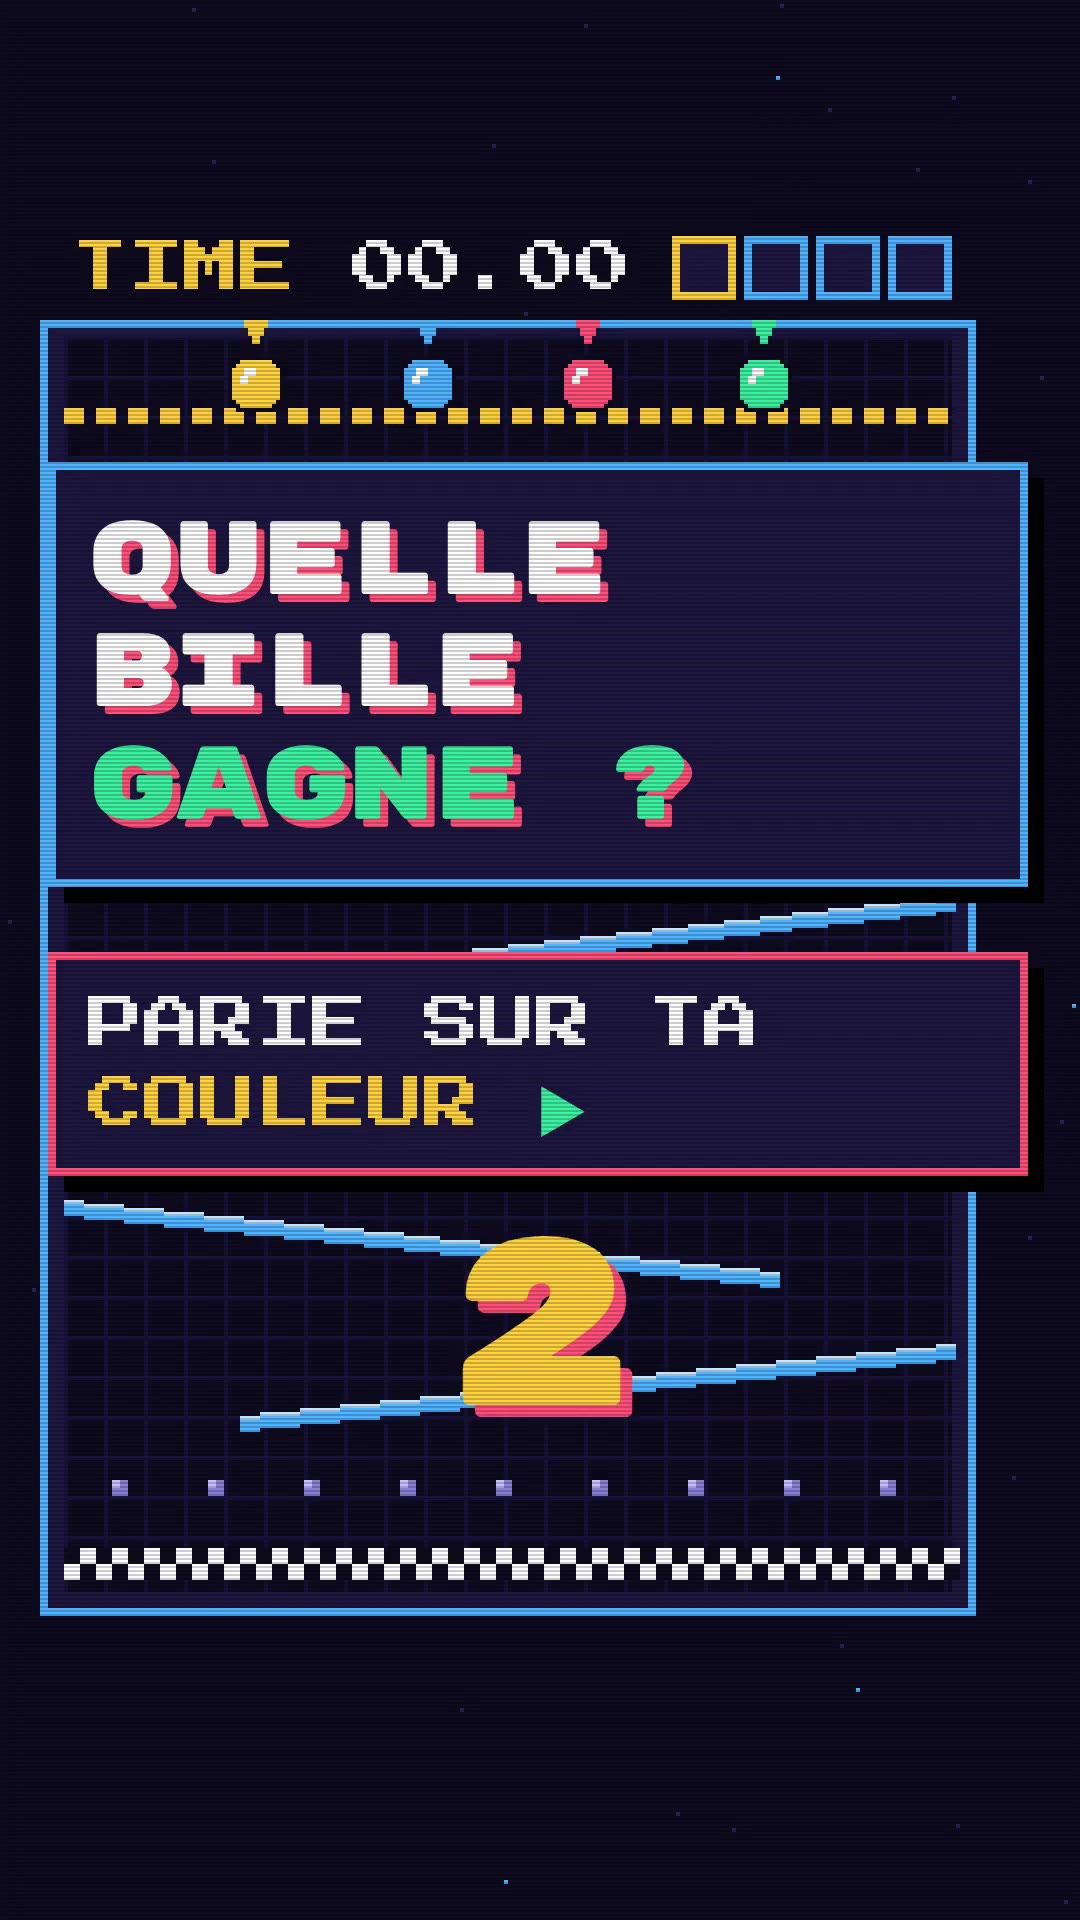 TIME 00.00
QUELLE
BILLE
GAGNE ?
PARIE SUR TA
COULEUR ▶
2